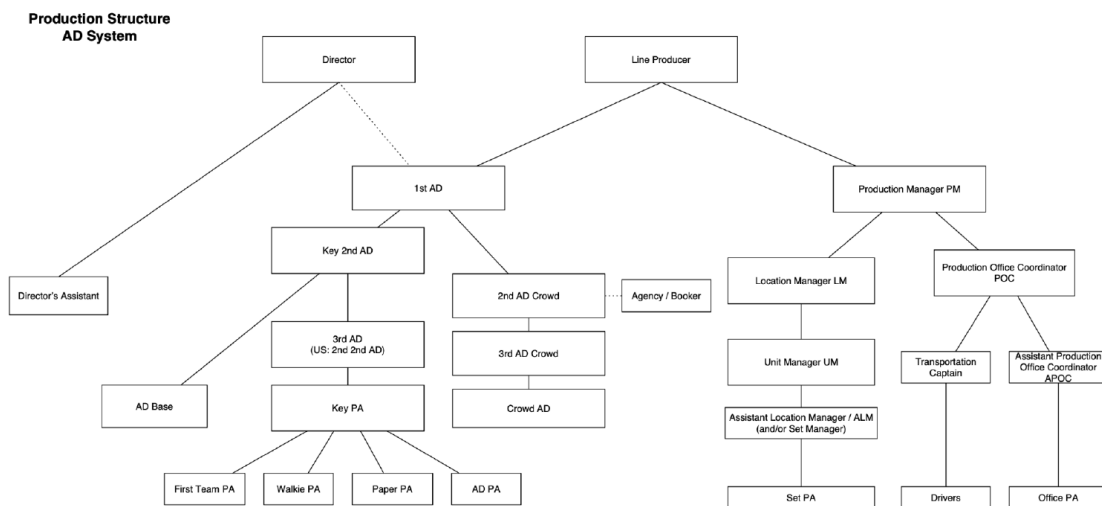 Production Structure
AD System
Director
Line Producer
1st AD
Production Manager PM
Key 2nd AD
Director's Assistant
2nd AD Crowd
Agency / Booker
Location Manager LM
Production Office Coordinator
POC
3rd AD
(US: 2nd 2nd AD)
3rd AD Crowd
Unit Manager UM
Transportation
Captain
Assistant Production
Office Coordinator
APOC
AD Base
Key PA
Crowd AD
Assistant Location Manager / ALM
(and/or Set Manager)
First Team PA
Walkie PA
Paper PA
AD PA
Set PA
Drivers
Office PA